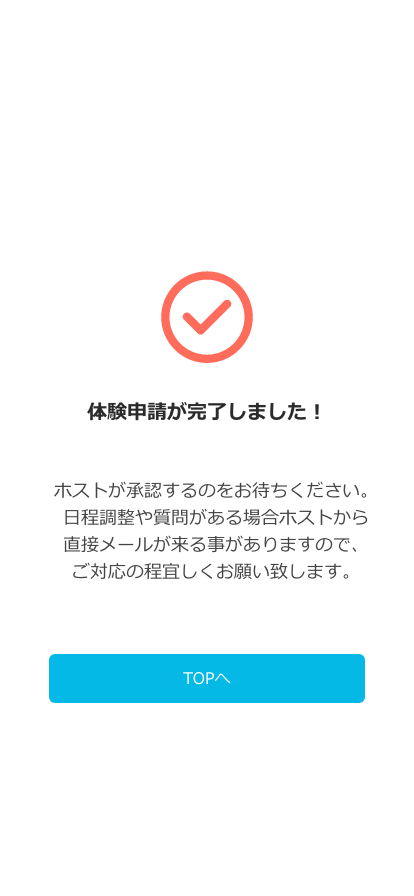 体験申請が完了しました！
ホストが承認するのをお待ちください。
日程調整や質問がある場合ホストから
直接メールが来る事がありますので、
ご対応の程宜しくお願い致します。
TOPへ